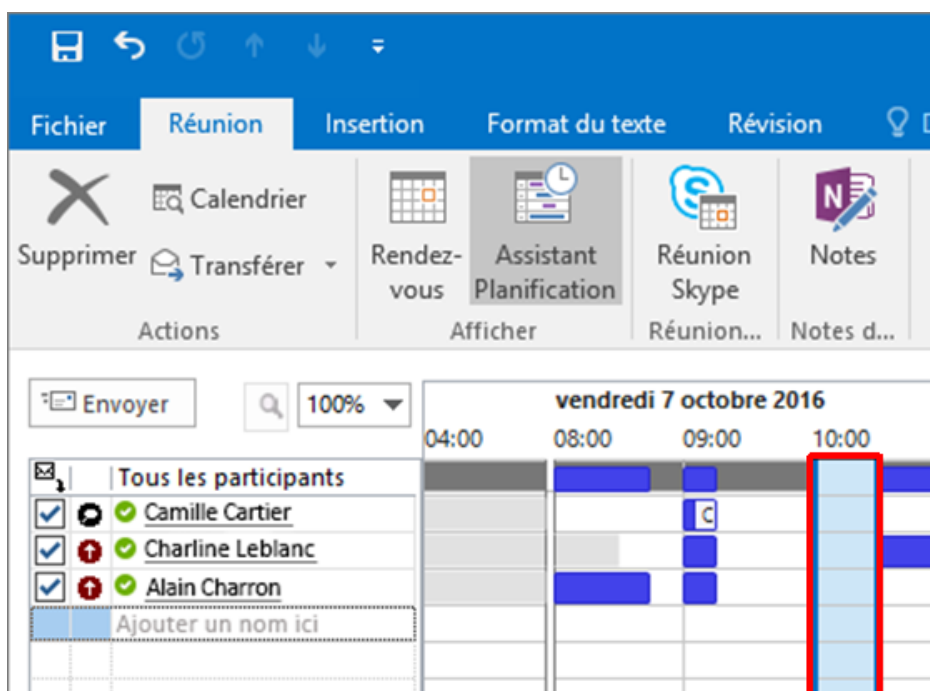 Fichier Réunion Insertion Format du texte Révision
Supprimer
Calendrier
Transférer
Actions
Rendez-
vous
Assistant
Planification
Afficher
Réunion
Skype
Réunion...
Notes
Notes d...
Envoyer 100% vendredi 7 octobre 2016
04:00 08:00 09:00 10:00
Tous les participants
Camille Cartier C
Charline Leblanc
Alain Charron
Ajouter un nom ici